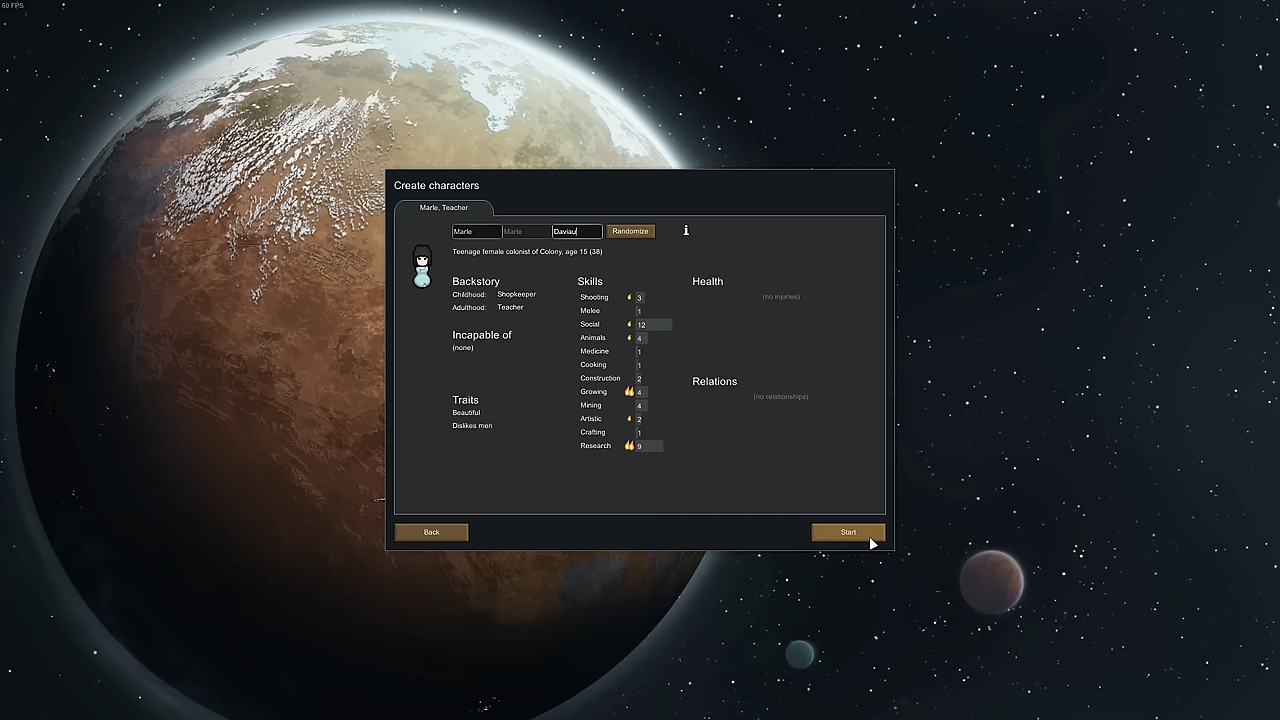 60 FPS
Create characters
Marle, Teacher
Marle Marle Daviau Randomize i
Teenage female colonist of Colony, age 15 (38)
Backstory
Childhood: Shopkeeper
Adulthood: Teacher
Incapable of
(none)
Traits
Beautiful
Dislikes men
Skills
Shooting 3
Melee 1
Social 12
Animals 4
Medicine 1
Cooking 1
Construction 2
Growing 4
Mining 4
Artistic 2
Crafting 1
Research 9
Health
(no injuries)
Relations
(no relationships)
Back
Start